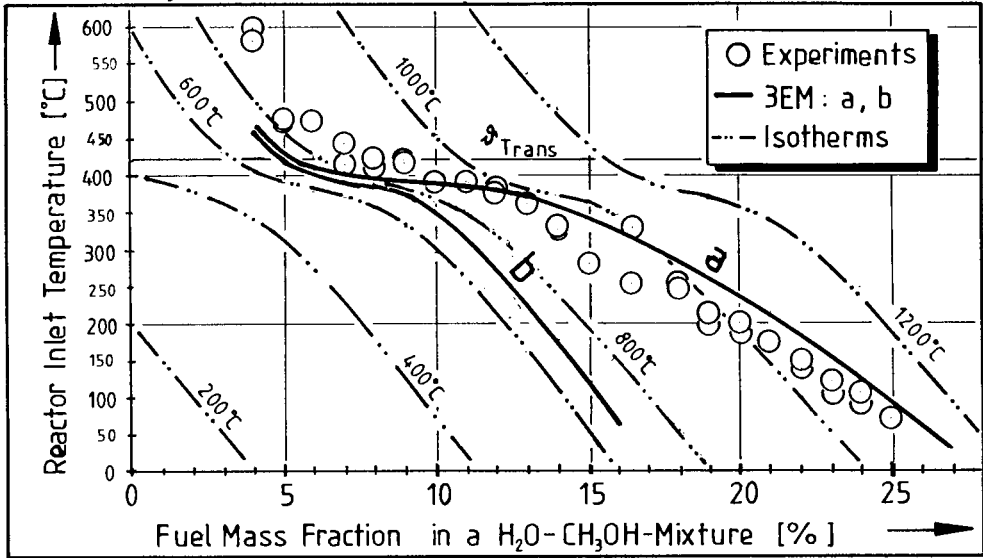 Reactor Inlet Temperature [°C]
600
550
500
450
400
350
300
250
200
150
100
50
0
0
5
10
15
20
25
Fuel Mass Fraction in a H₂O-CH₃OH-Mixture [%]
○ Experiments
3EM: a, b
Isotherms
600°C
1000°C
ϑTrans
a
b
200°C
400°C
800°C
1200°C